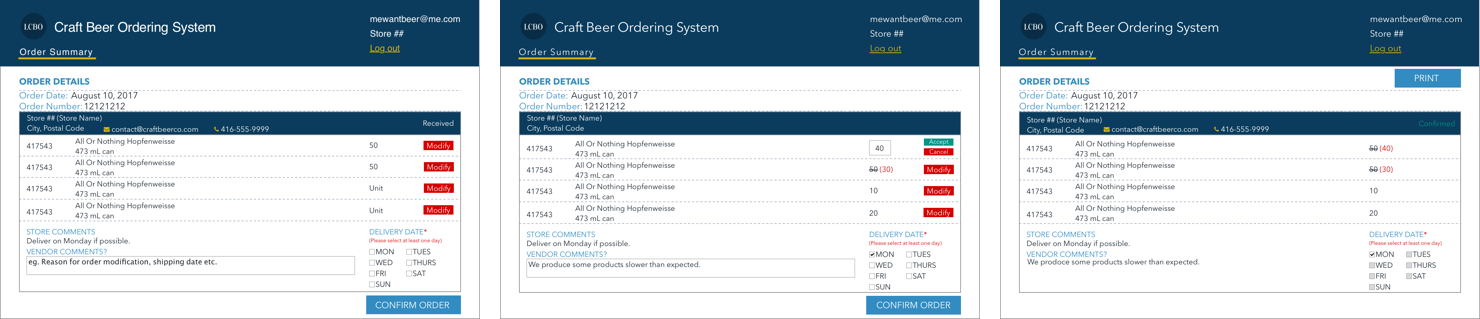 LCBO
Craft Beer Ordering System
mewantbeer@me.com
Store ##
Log out
Order Summary
ORDER DETAILS
Order Date: August 10, 2017
Order Number: 12121212
Store ## (Store Name)
City, Postal Code contact@craftbeerco.com 416-555-9999
Received
417543 All Or Nothing Hopfenweisse 50 Modify
473 mL can
417543 All Or Nothing Hopfenweisse 50 Modify
473 mL can
417543 All Or Nothing Hopfenweisse Unit Modify
473 mL can
417543 All Or Nothing Hopfenweisse Unit Modify
473 mL can
STORE COMMENTS
Deliver on Monday if possible.
VENDOR COMMENTS?
eg. Reason for order modification, shipping date etc.
DELIVERY DATE*
(Please select at least one day)
MON TUES
WED THURS
FRI SAT
SUN
CONFIRM ORDER
LCBO
Craft Beer Ordering System
mewantbeer@me.com
Store ##
Log out
Order Summary
ORDER DETAILS
Order Date: August 10, 2017
Order Number: 12121212
Store ## (Store Name)
City, Postal Code
417543 All Or Nothing Hopfenweisse 40 Accept
473 mL can Cancel
417543 All Or Nothing Hopfenweisse 50 (30) Modify
473 mL can
417543 All Or Nothing Hopfenweisse 10 Modify
473 mL can
417543 All Or Nothing Hopfenweisse 20 Modify
473 mL can
STORE COMMENTS
Deliver on Monday if possible.
VENDOR COMMENTS?
We produce some products slower than expected.
DELIVERY DATE*
(Please select at least one day)
MON TUES
WED THURS
FRI SAT
SUN
CONFIRM ORDER
LCBO
Craft Beer Ordering System
mewantbeer@me.com
Store ##
Log out
Order Summary
PRINT
ORDER DETAILS
Order Date: August 10, 2017
Order Number: 12121212
Store ## (Store Name)
City, Postal Code contact@craftbeerco.com 416-555-9999
Confirmed
417543 All Or Nothing Hopfenweisse 50 (40)
473 mL can
417543 All Or Nothing Hopfenweisse 50 (30)
473 mL can
417543 All Or Nothing Hopfenweisse 10
473 mL can
417543 All Or Nothing Hopfenweisse 20
473 mL can
STORE COMMENTS
Deliver on Monday if possible.
VENDOR COMMENTS?
We prodoce some products slower than expected.
DELIVERY DATE*
(Please select at least one day)
MON TUES
WED THURS
FRI SAT
SUN